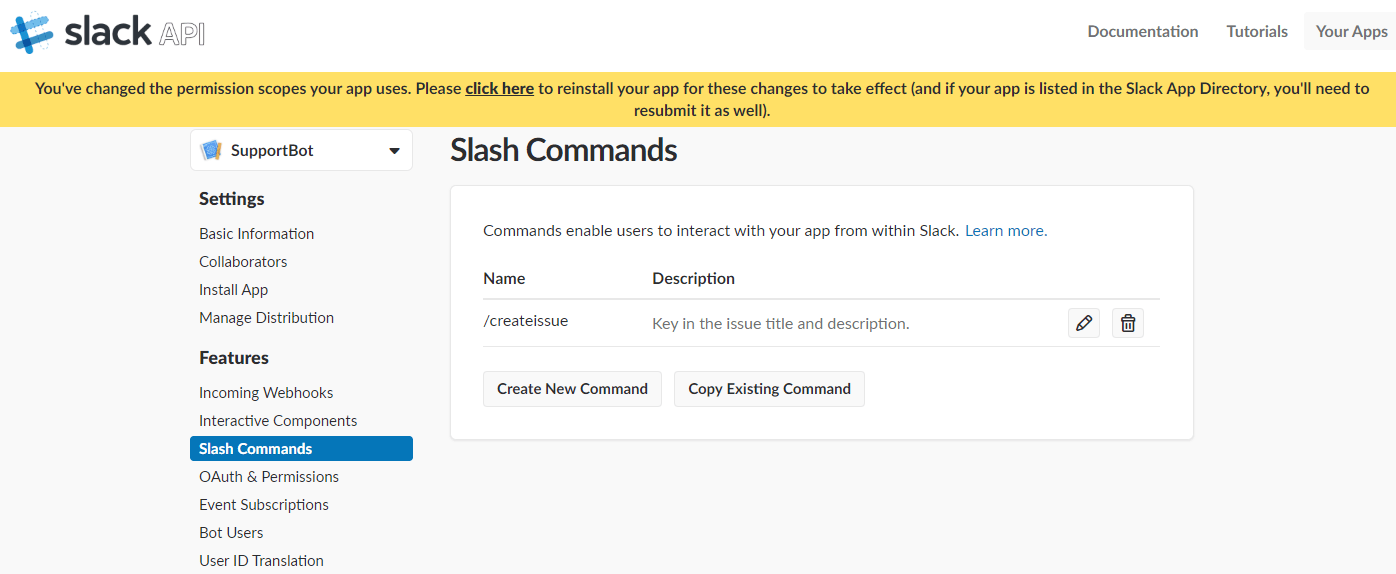 slack API
Documentation Tutorials Your Apps
You've changed the permission scopes your app uses. Please click here to reinstall your app for these changes to take effect (and if your app is listed in the Slack App Directory, you'll need to
resubmit it as well).
SupportBot
Settings
Basic Information
Collaborators
Install App
Manage Distribution
Features
Incoming Webhooks
Interactive Components
Slash Commands
OAuth & Permissions
Event Subscriptions
Bot Users
User ID Translation
Slash Commands
Commands enable users to interact with your app from within Slack. Learn more.
Name Description
/createissue Key in the issue title and description.
Create New Command Copy Existing Command